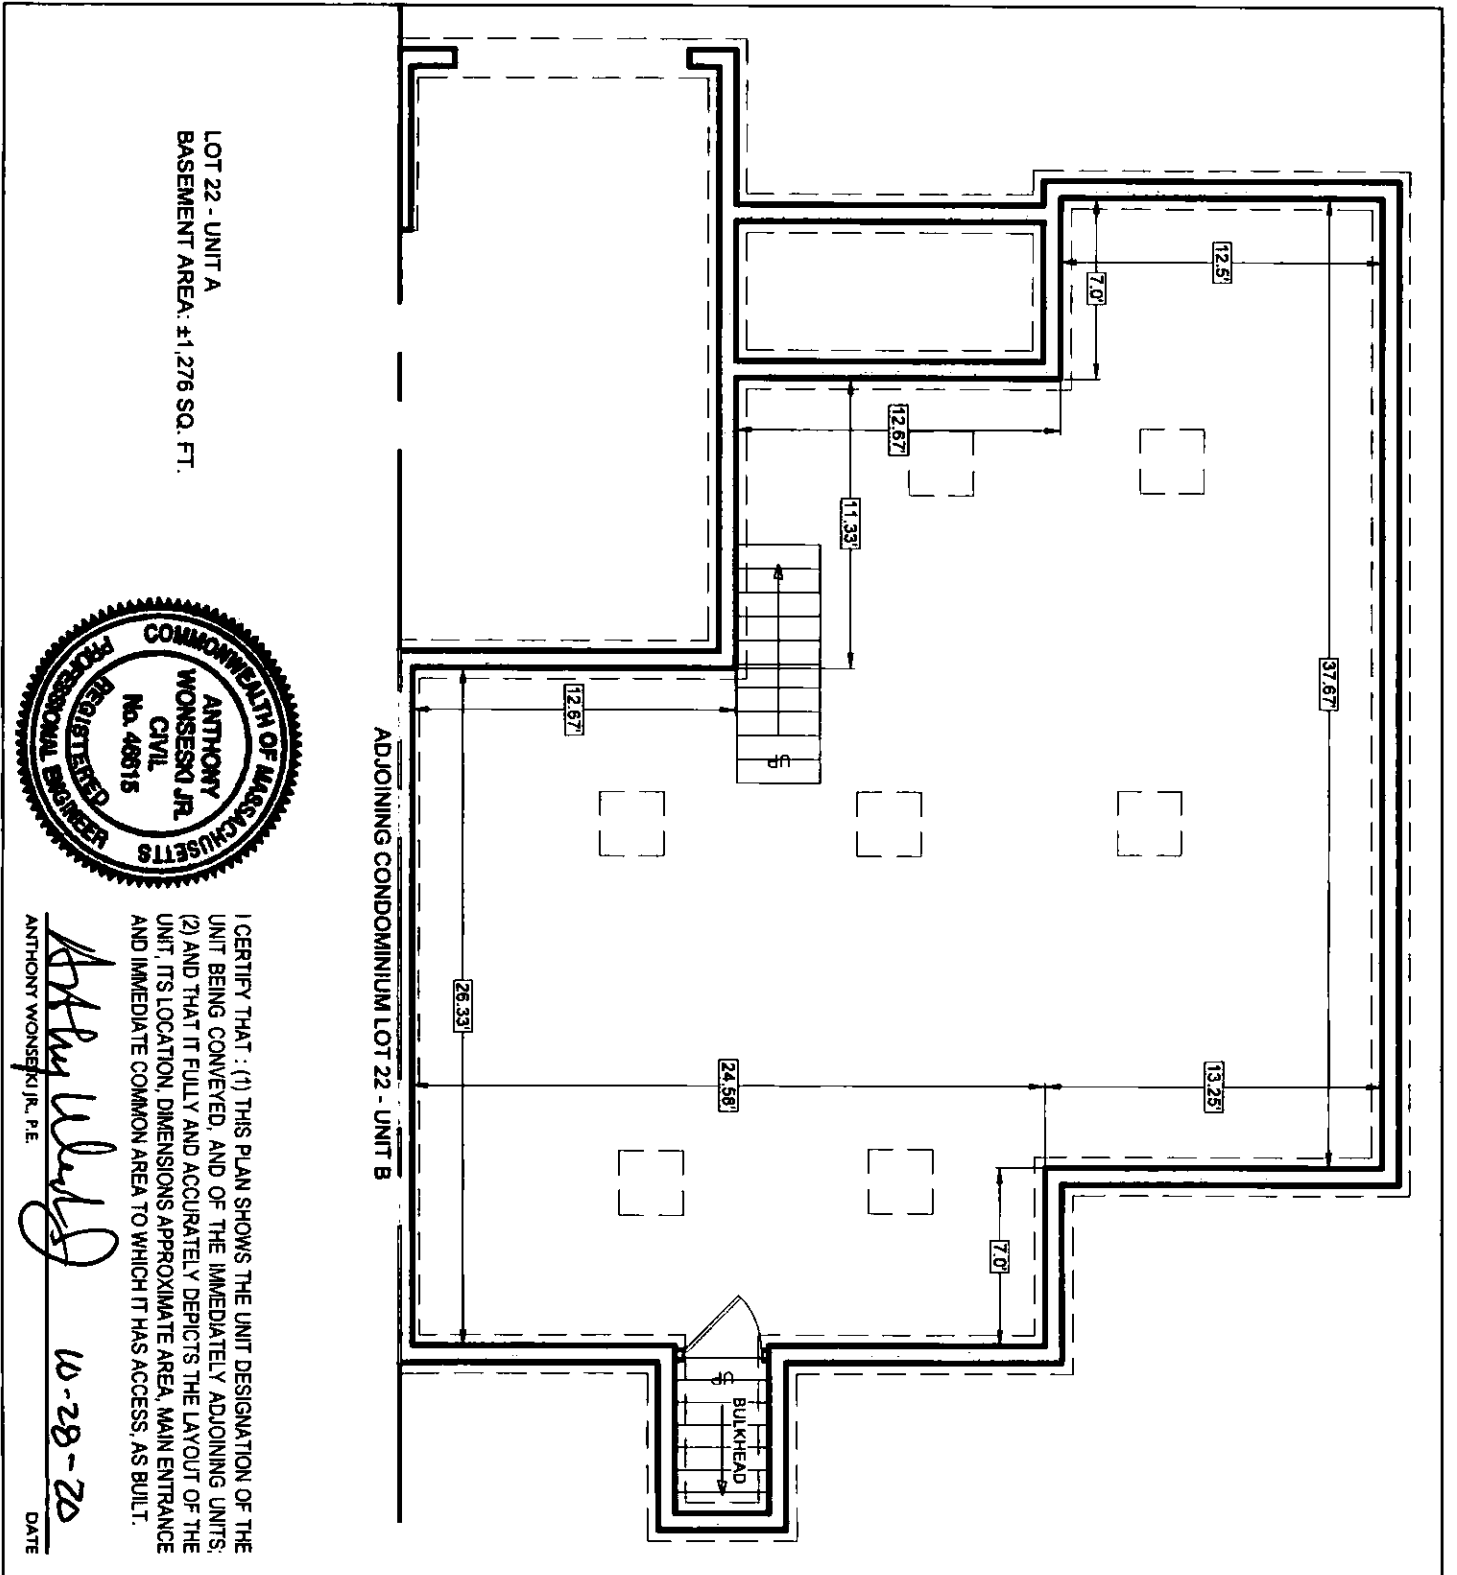 37.67'
12.5'
7.0'
13.25'
12.67'
11.33'
UP
24.58'
7.0'
12.67'
26.33'
UP
BULKHEAD
ADJOINING CONDOMINIUM LOT 22 - UNIT B
LOT 22 - UNIT A
BASEMENT AREA: ±1,276 SQ. FT.
COMMONWEALTH OF MASSACHUSETTS
ANTHONY
WONSESKI JR.
CIVIL
No. 46615
REGISTERED
PROFESSIONAL ENGINEER
I CERTIFY THAT : (1) THIS PLAN SHOWS THE UNIT DESIGNATION OF THE
UNIT BEING CONVEYED, AND OF THE IMMEDIATELY ADJOINING UNITS;
(2) AND THAT IT FULLY AND ACCURATELY DEPICTS THE LAYOUT OF THE
UNIT, ITS LOCATION, DIMENSIONS APPROXIMATE AREA, MAIN ENTRANCE
AND IMMEDIATE COMMON AREA TO WHICH IT HAS ACCESS, AS BUILT.
10-28-20
ANTHONY WONSESKI JR., P.E.
DATE